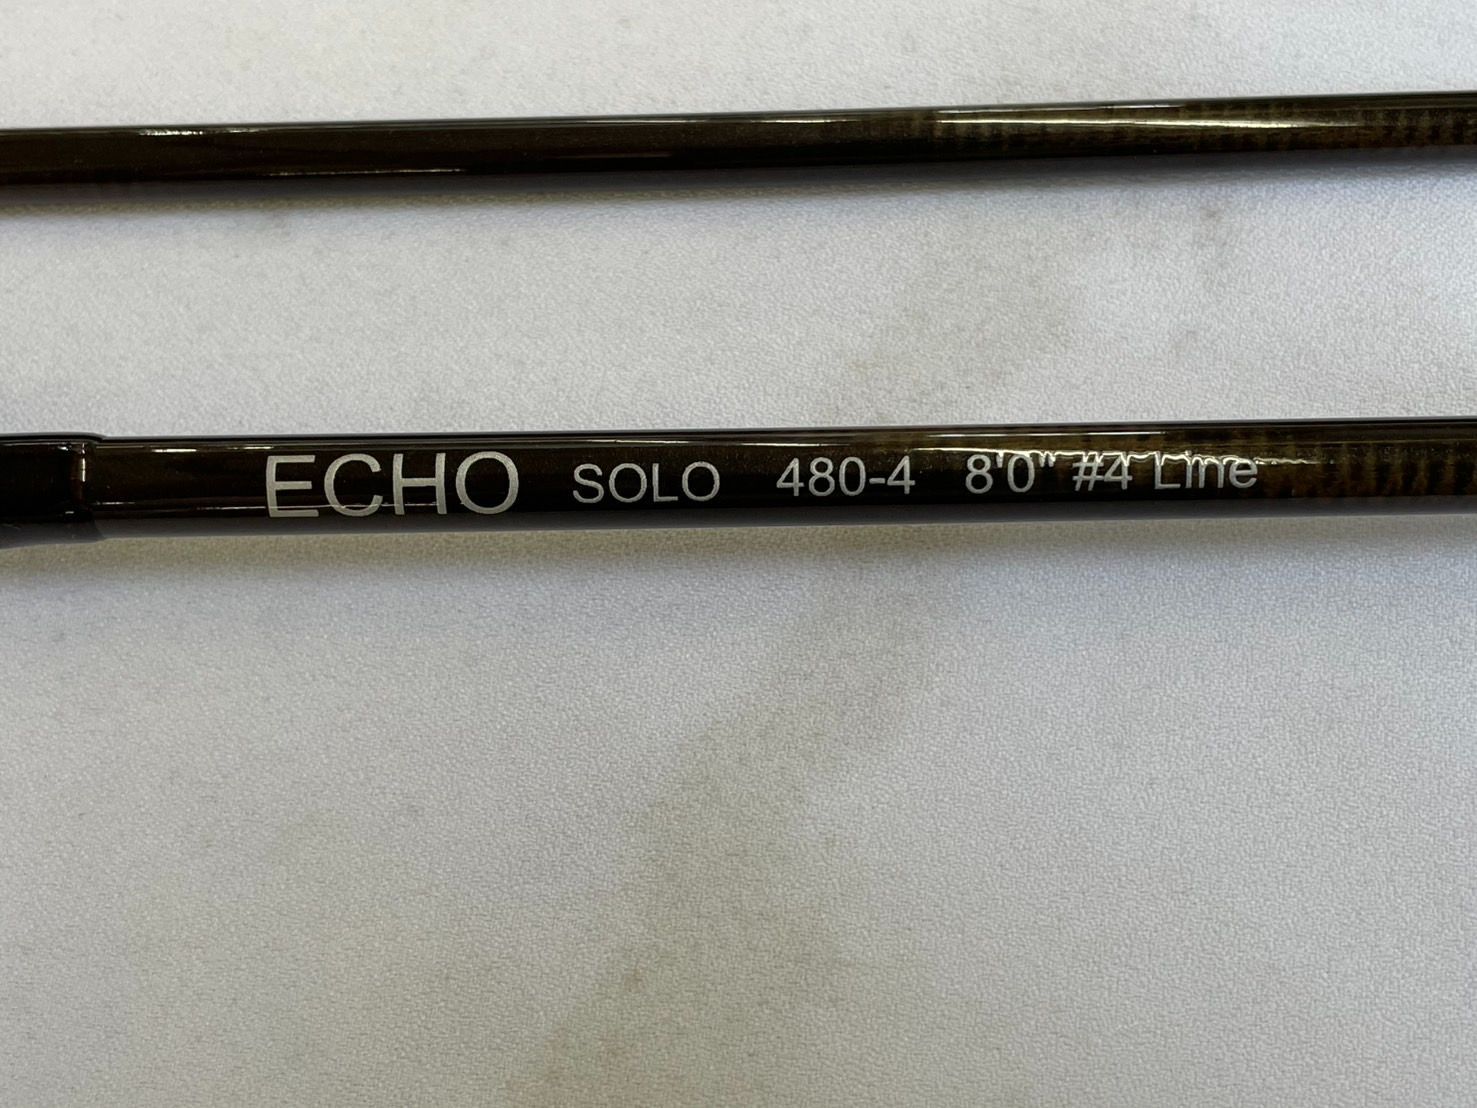 ECHO SOLO 480-4 8'0" #4 Line